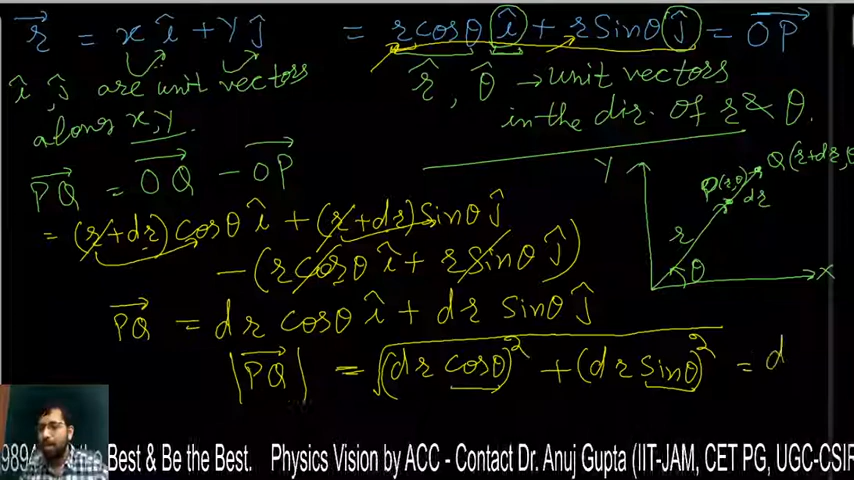 r⃗ = x î + y ĵ = r cosθ î + r Sinθ ĵ = OP⃗
î, ĵ are unit vectors along x, y
r̂, θ̂ → unit vectors in the dir. of r & θ.
PQ⃗ = OQ⃗ - OP⃗
= (r+dr) cosθ î + (r+dr) Sinθ ĵ
- (r cosθ î + r Sinθ ĵ)
PQ⃗ = dr cosθ î + dr sinθ ĵ
|PQ⃗| = √(dr cosθ)² + (dr sinθ)² = d
Y
P(r,θ)
Q(r+dr,
dr
r
θ
X
9894 the Best & Be the Best. Physics Vision by ACC - Contact Dr. Anuj Gupta (IIT-JAM, CET PG, UGC-CSIR